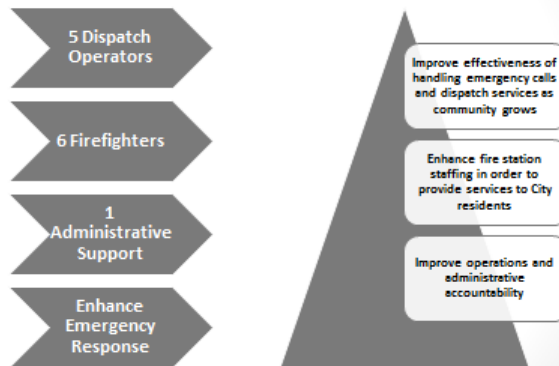 5 Dispatch
Operators
6 Firefighters
1
Administrative
Support
Enhance
Emergency
Response
Improve effectiveness of
handling emergency calls
and dispatch services as
community grows
Enhance fire station
staffing in order to
provide services to City
residents
Improve operations and
administrative
accountability